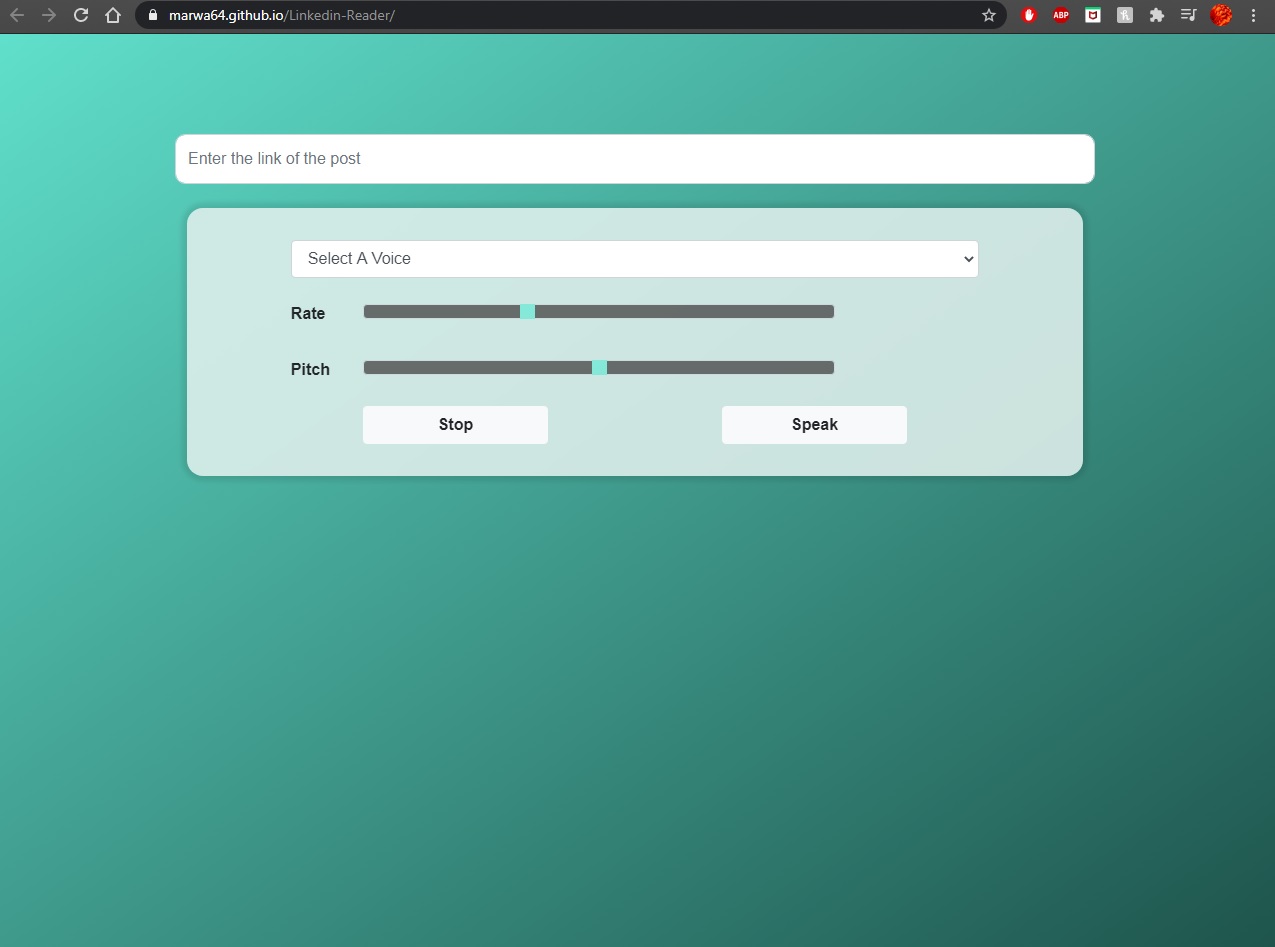 marwa64.github.io/Linkedin-Reader/
ABP
Enter the link of the post
Select A Voice
Rate
Pitch
Stop
Speak